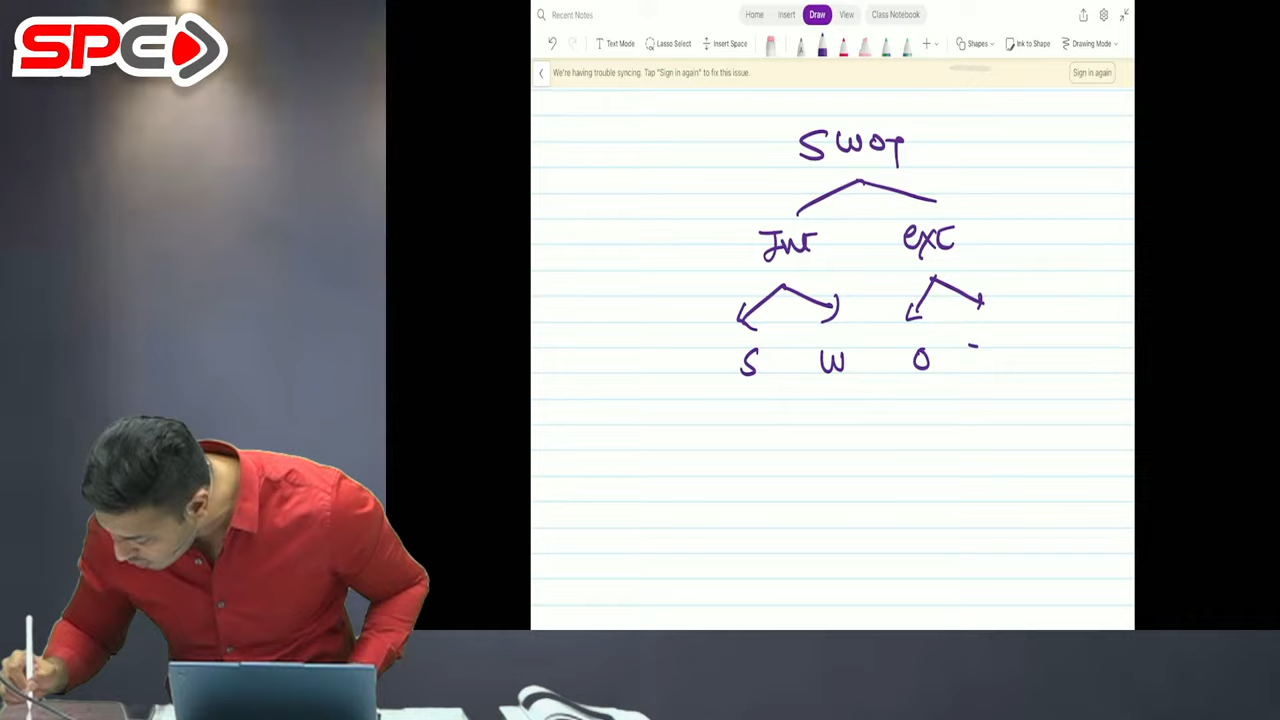 SPC
Recent Notes
Home Insert Draw View Class Notebook
Text Mode Lasso Select Insert Space Shapes Ink to Shape Drawing Mode
We're having trouble syncing. Tap "Sign in again" to fix this issue. Sign in again
SWOT
Int ext
S W O